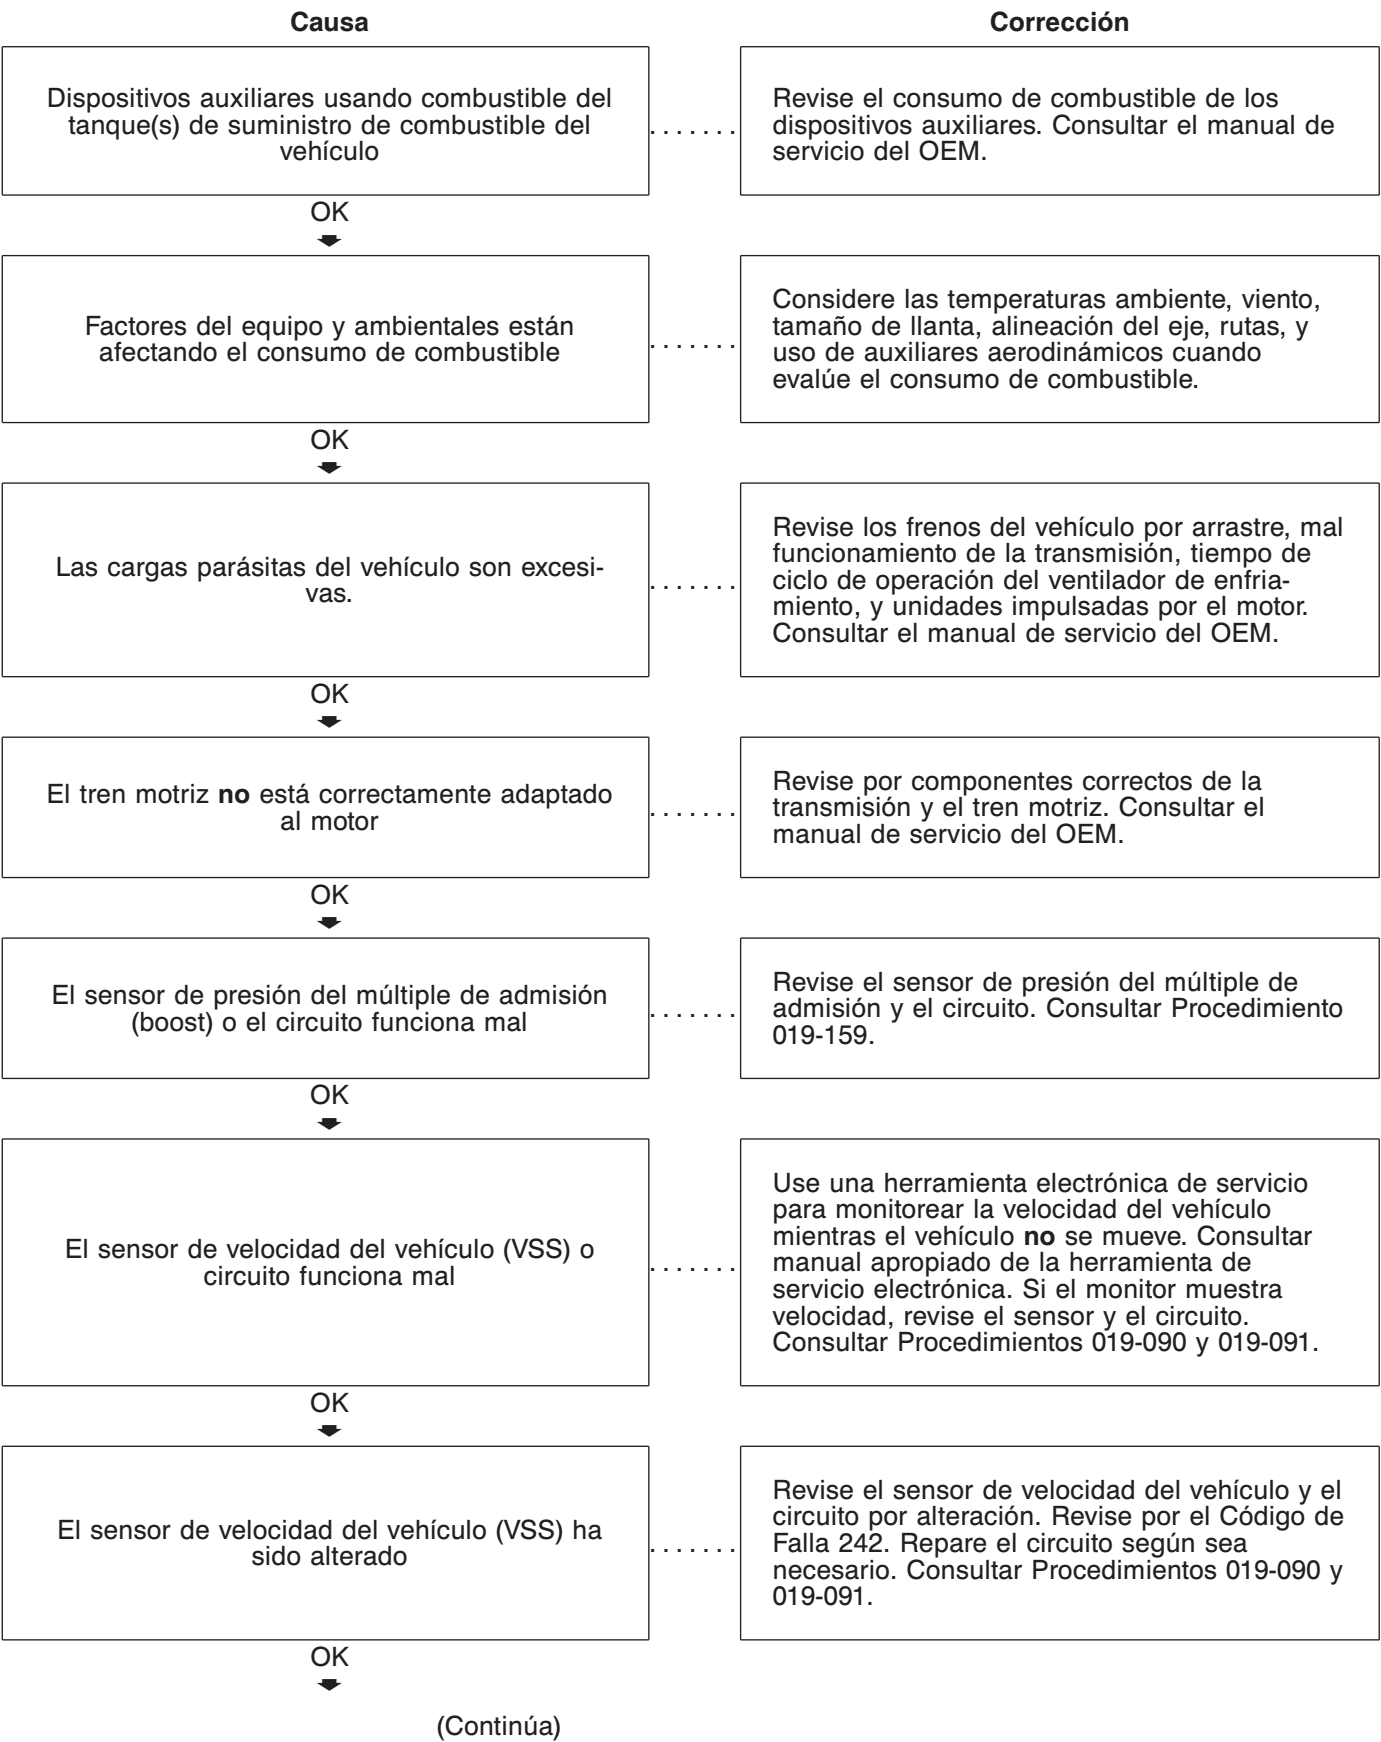 Causa
Corrección
Dispositivos auxiliares usando combustible del
tanque(s) de suministro de combustible del
vehículo
. . . . . . .
Revise el consumo de combustible de los
dispositivos auxiliares. Consultar el manual de
servicio del OEM.
OK
Factores del equipo y ambientales están
afectando el consumo de combustible
. . . . . . .
Considere las temperaturas ambiente, viento,
tamaño de llanta, alineación del eje, rutas, y
uso de auxiliares aerodinámicos cuando
evalúe el consumo de combustible.
OK
Las cargas parásitas del vehículo son excesi-
vas.
. . . . . . .
Revise los frenos del vehículo por arrastre, mal
funcionamiento de la transmisión, tiempo de
ciclo de operación del ventilador de enfria-
miento, y unidades impulsadas por el motor.
Consultar el manual de servicio del OEM.
OK
El tren motriz no está correctamente adaptado
al motor
. . . . . . .
Revise por componentes correctos de la
transmisión y el tren motriz. Consultar el
manual de servicio del OEM.
OK
El sensor de presión del múltiple de admisión
(boost) o el circuito funciona mal
. . . . . . .
Revise el sensor de presión del múltiple de
admisión y el circuito. Consultar Procedimiento
019-159.
OK
El sensor de velocidad del vehículo (VSS) o
circuito funciona mal
. . . . . . .
Use una herramienta electrónica de servicio
para monitorear la velocidad del vehículo
mientras el vehículo no se mueve. Consultar
manual apropiado de la herramienta de
servicio electrónica. Si el monitor muestra
velocidad, revise el sensor y el circuito.
Consultar Procedimientos 019-090 y 019-091.
OK
El sensor de velocidad del vehículo (VSS) ha
sido alterado
. . . . . . .
Revise el sensor de velocidad del vehículo y el
circuito por alteración. Revise por el Código de
Falla 242. Repare el circuito según sea
necesario. Consultar Procedimientos 019-090 y
019-091.
OK
(Continúa)